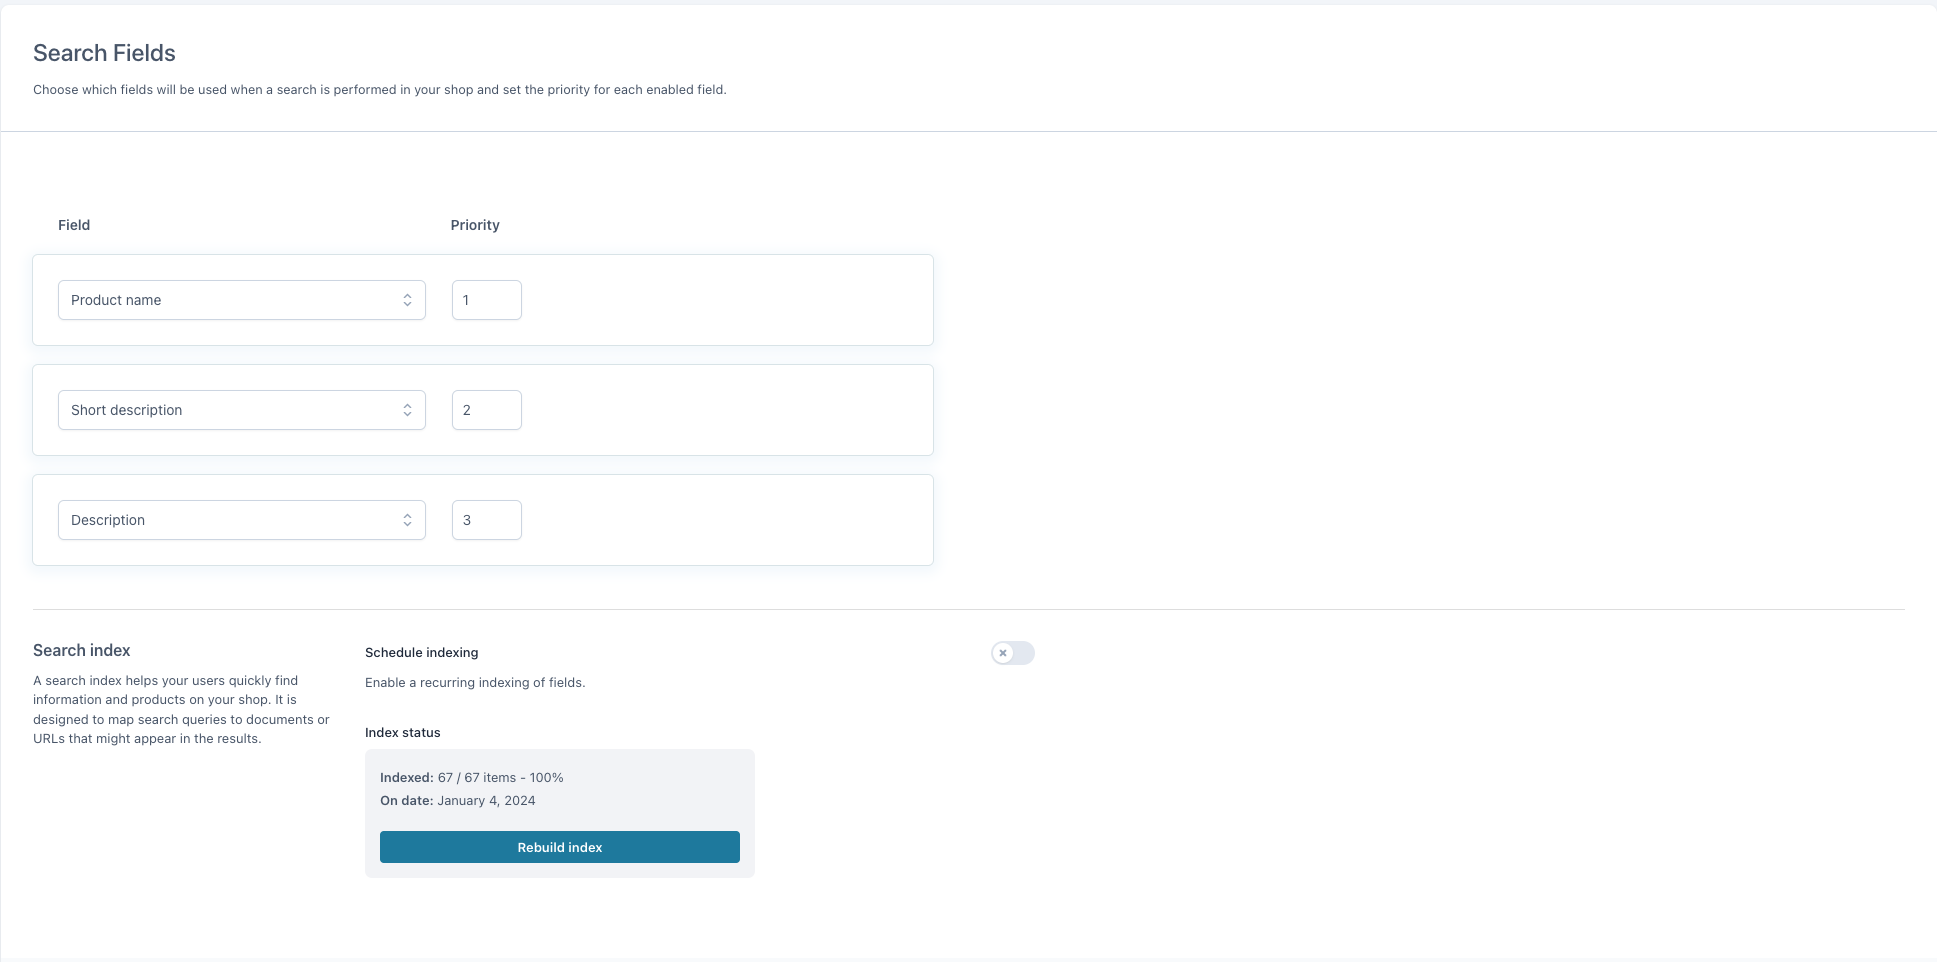 Search Fields
Choose which fields will be used when a search is performed in your shop and set the priority for each enabled field.
Field Priority
Product name 1
Short description 2
Description 3
Search index
A search index helps your users quickly find
information and products on your shop. It is
designed to map search queries to documents or
URLs that might appear in the results.
Schedule indexing
Enable a recurring indexing of fields.
Index status
Indexed: 67 / 67 items - 100%
On date: January 4, 2024
Rebuild index